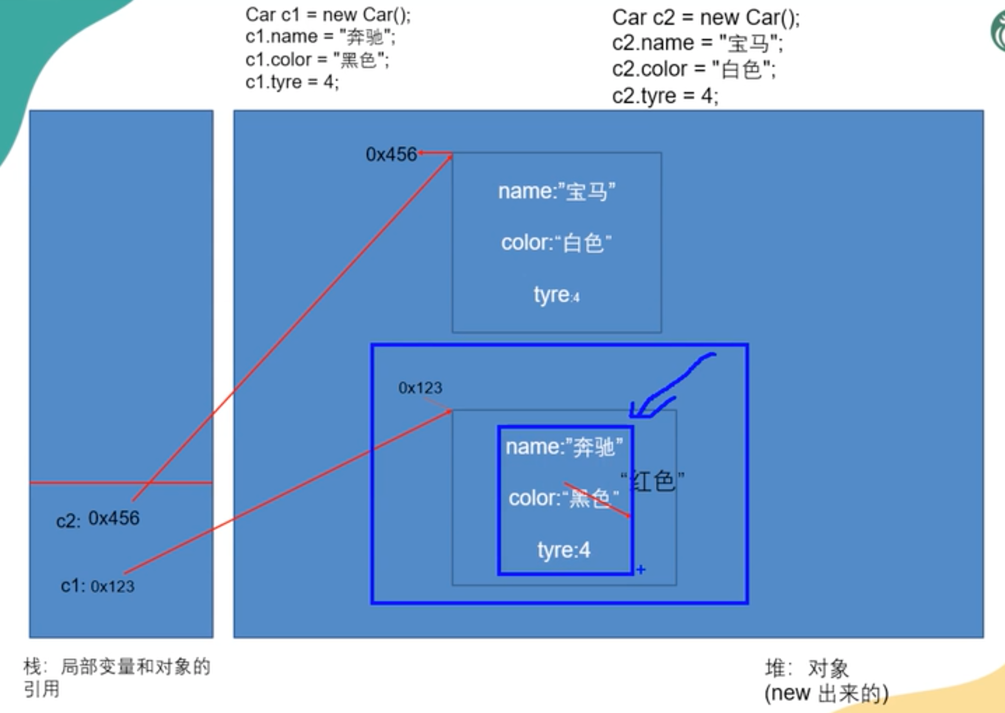 Car c1 = new Car();
c1.name = "奔驰";
c1.color = "黑色";
c1.tyre = 4;
Car c2 = new Car();
c2.name = "宝马";
c2.color = "白色";
c2.tyre = 4;
0x456
name:”宝马”
color:“白色”
tyre:4
0x123
name:”奔驰”
color:“黑色”
“红色”
tyre:4
c2: 0x456
c1: 0x123
栈：局部变量和对象的
引用
堆：对象
(new 出来的)